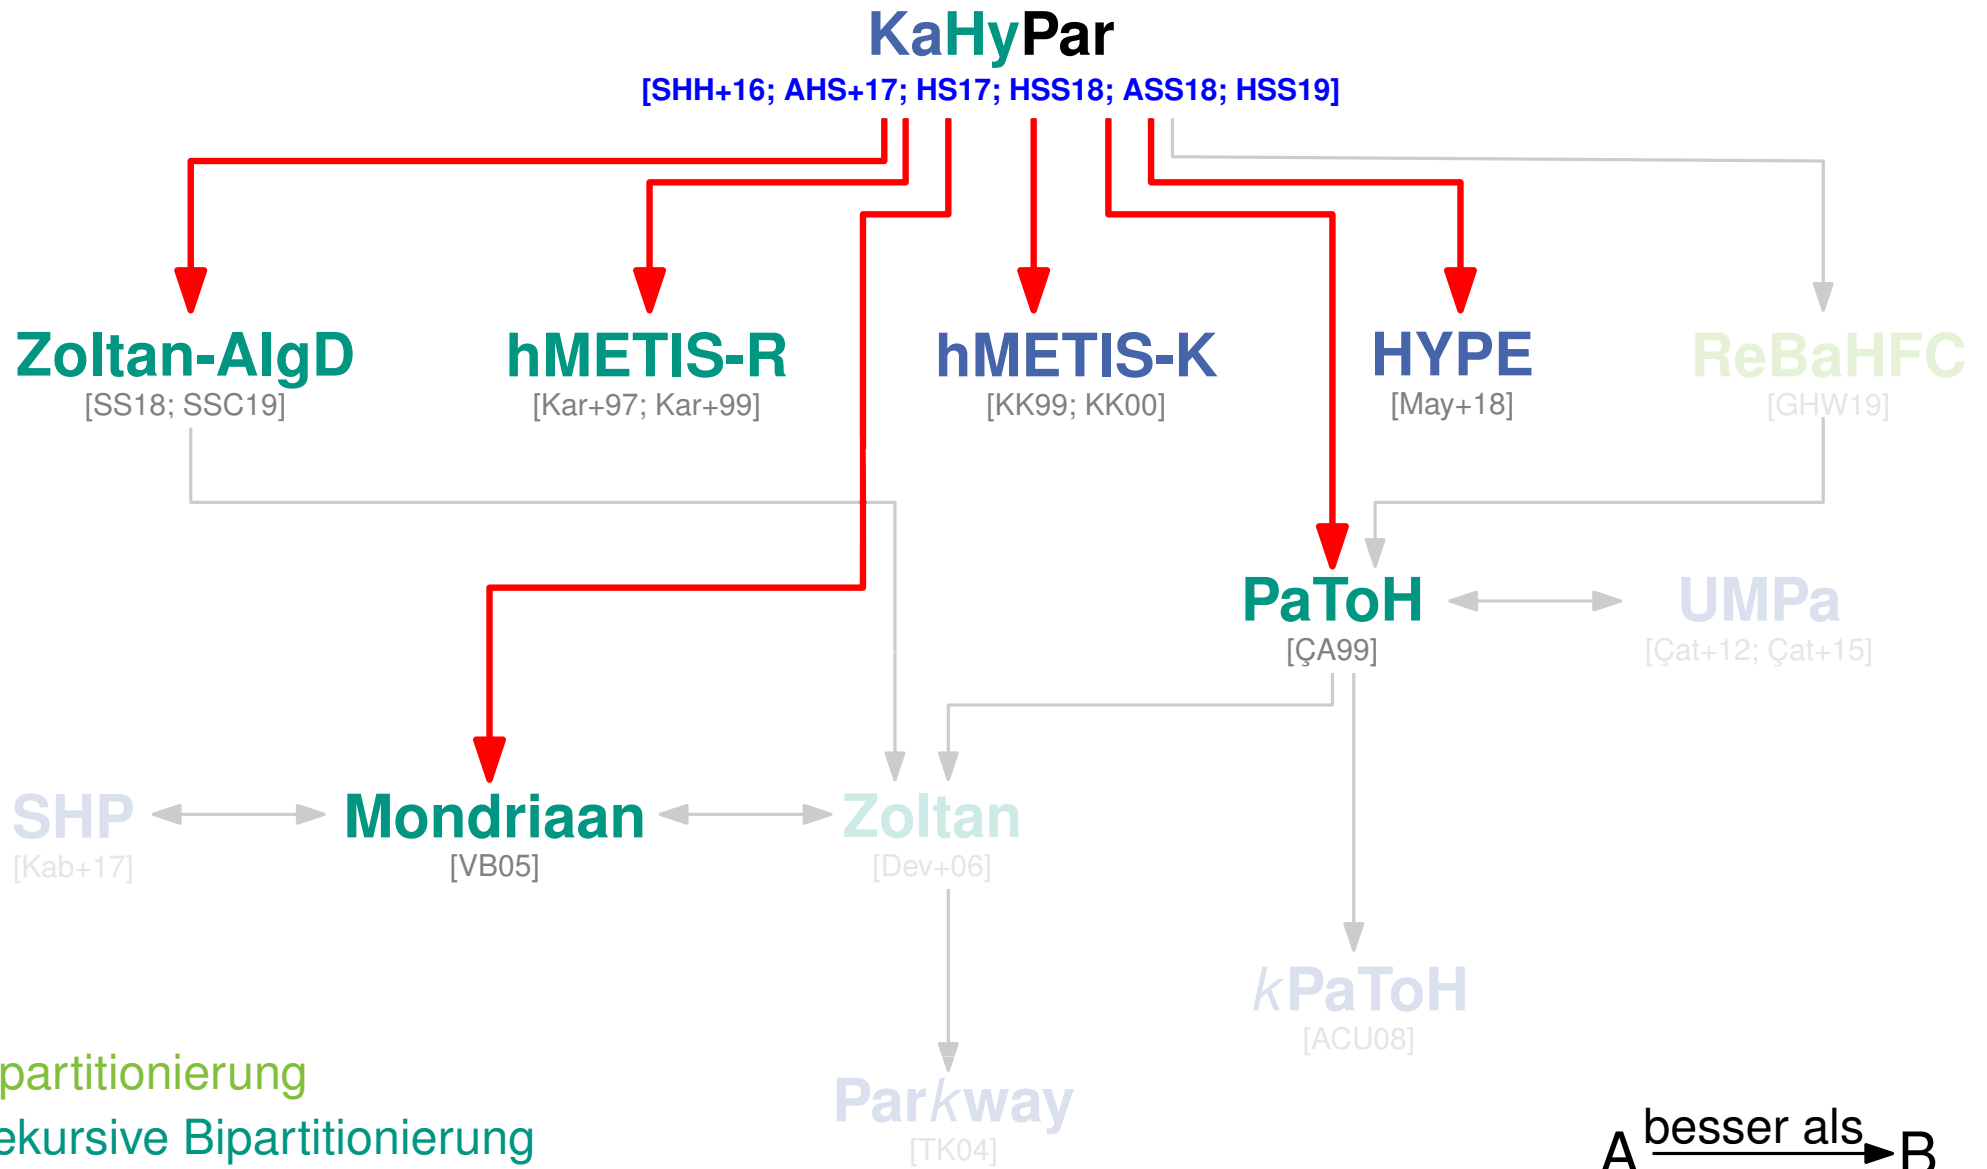 KaHyPar
[SHH+16; AHS+17; HS17; HSS18; ASS18; HSS19]
Zoltan-AlgD
[SS18; SSC19]
hMETIS-R
[Kar+97; Kar+99]
hMETIS-K
[KK99; KK00]
HYPE
[May+18]
ReBaHFC
[GHW19]
PaToH
[ÇA99]
UMPa
[Çat+12; Çat+15]
SHP
[Kab+17]
Mondriaan
[VB05]
Zoltan
[Dev+06]
kPaToH
[ACU08]
Parkway
[TK04]
partitionierung
ekursive Bipartitionierung
A besser als B